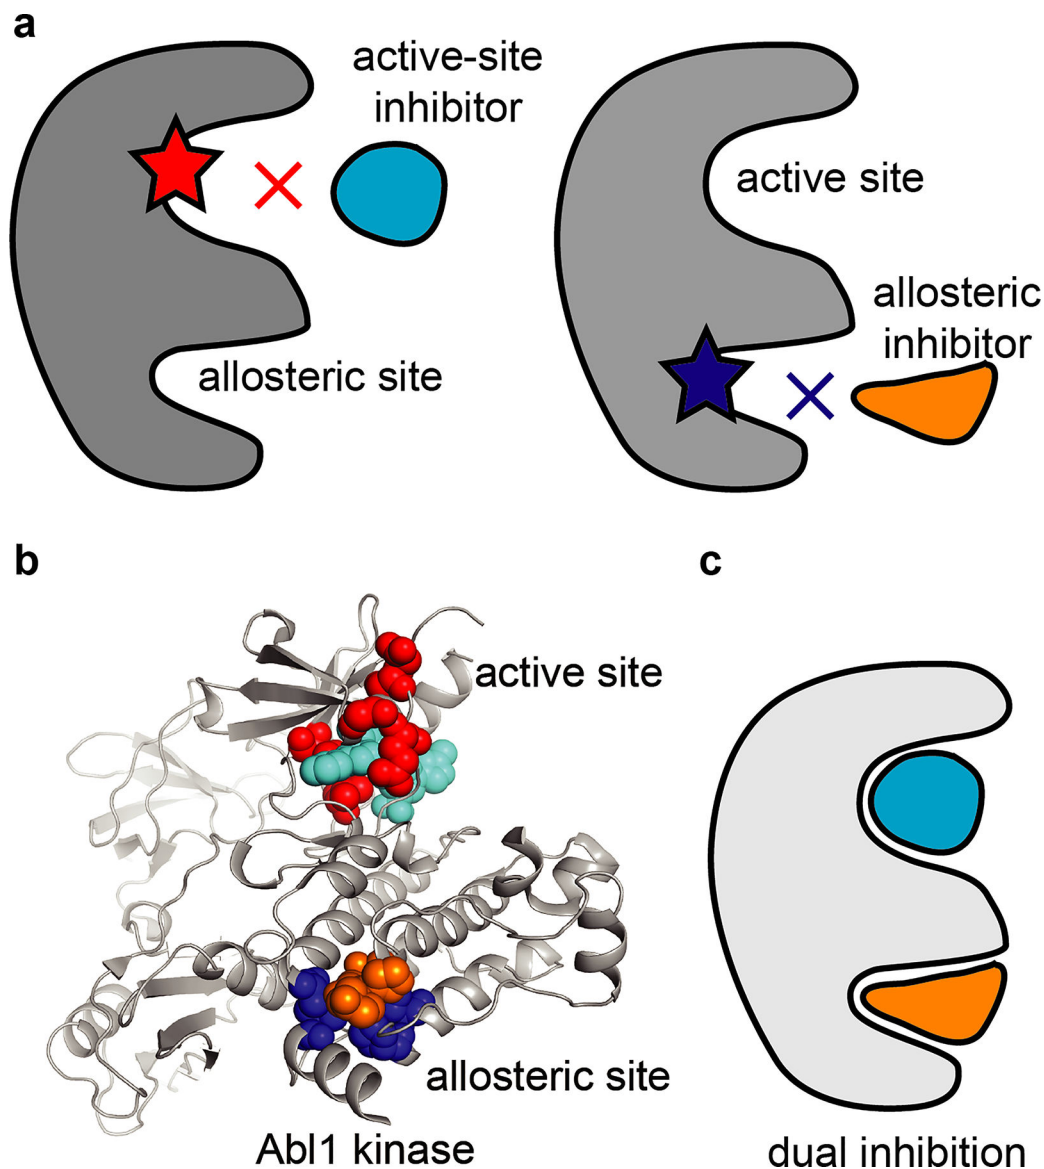 a
active-site
inhibitor
allosteric site
active site
allosteric
inhibitor
b
active site
allosteric site
Abl1 kinase
c
dual inhibition